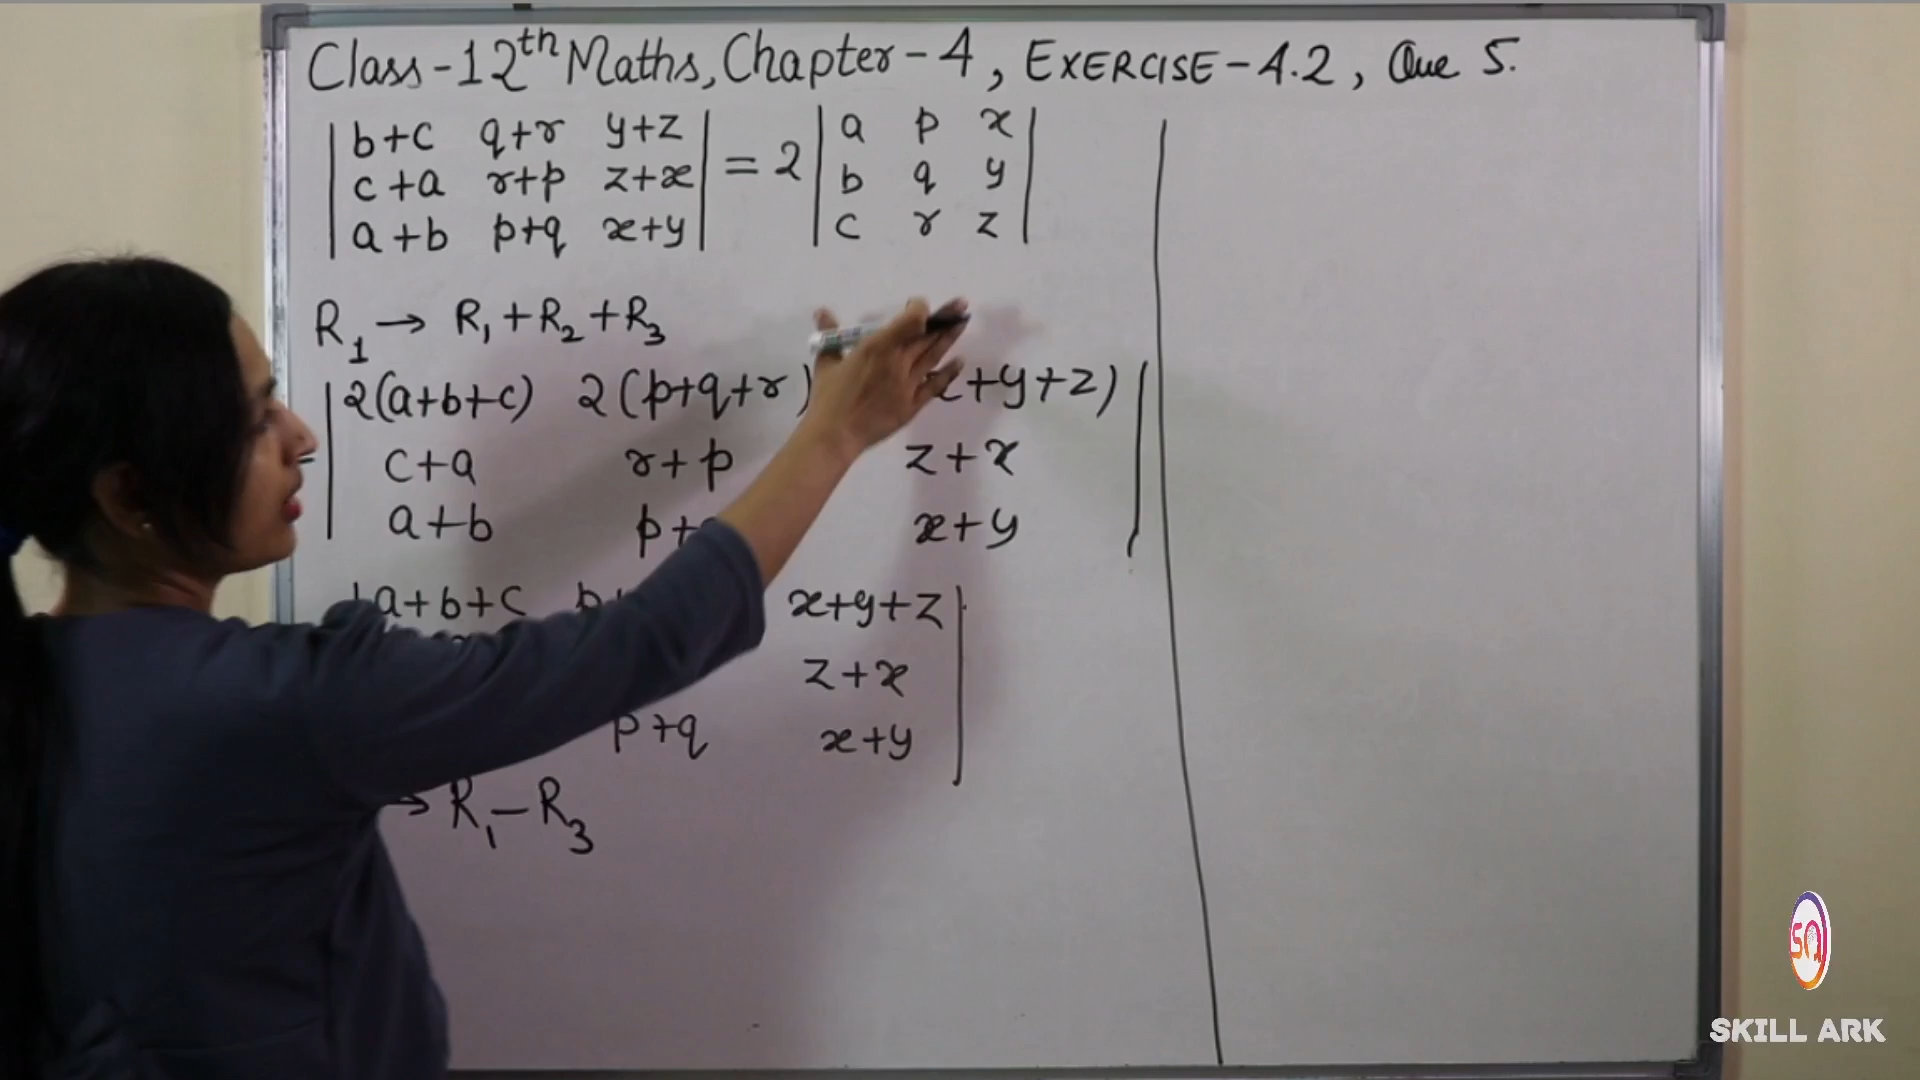 Class-12th Maths, Chapter-4, EXERCISE-4.2, Que 5.
| b+c q+r y+z | = 2 | a p x |
| c+a r+p z+x | | b q y |
| a+b p+q x+y | | c r z |
R1 → R1+R2+R3
| 2(a+b+c) 2(p+q+r) x+y+z) |
| c+a r+p z+x |
| a+b p+ x+y |
| a+b+c x+y+z |
z+x |
p+q x+y |
→ R1-R3
SQ
SKILL ARK